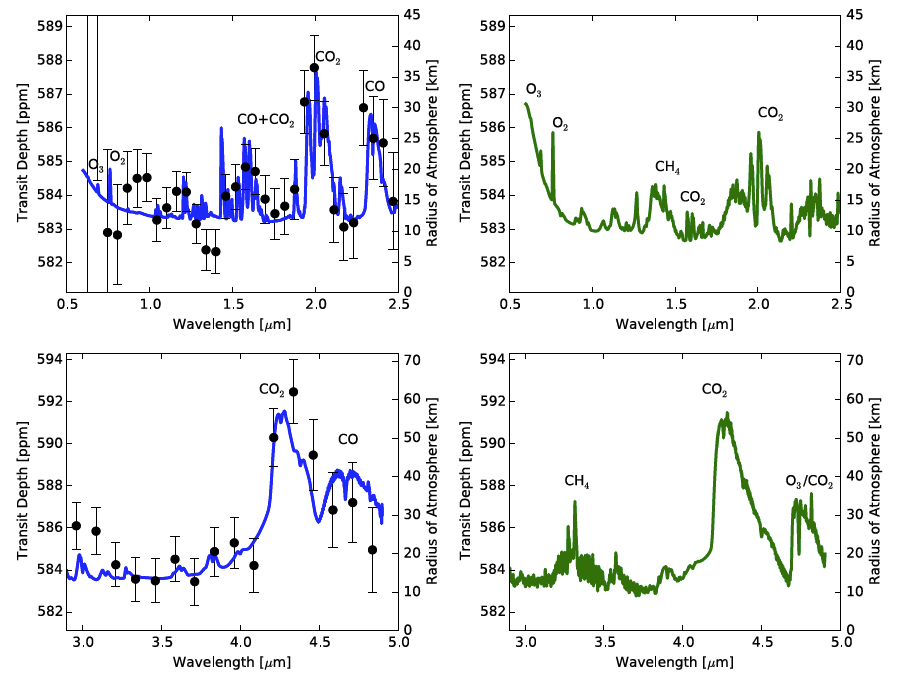 589
588
587
586
585
584
583
582
Transit Depth [ppm]
0.5 1.0 1.5 2.0 2.5
Wavelength [μm]
45
40
35
30
25
20
15
10
5
0
Radius of Atmosphere [km]
O3
O2
CO+CO2
CO2
CO
589
588
587
586
585
584
583
582
Transit Depth [ppm]
0.5 1.0 1.5 2.0 2.5
Wavelength [μm]
45
40
35
30
25
20
15
10
5
0
Radius of Atmosphere [km]
O3
O2
CH4
CO2
CO2
594
592
590
588
586
584
582
Transit Depth [ppm]
3.0 3.5 4.0 4.5 5.0
Wavelength [μm]
70
60
50
40
30
20
10
0
Radius of Atmosphere [km]
CO2
CO
594
592
590
588
586
584
582
Transit Depth [ppm]
3.0 3.5 4.0 4.5 5.0
Wavelength [μm]
70
60
50
40
30
20
10
0
Radius of Atmosphere [km]
CH4
CO2
O3/CO2